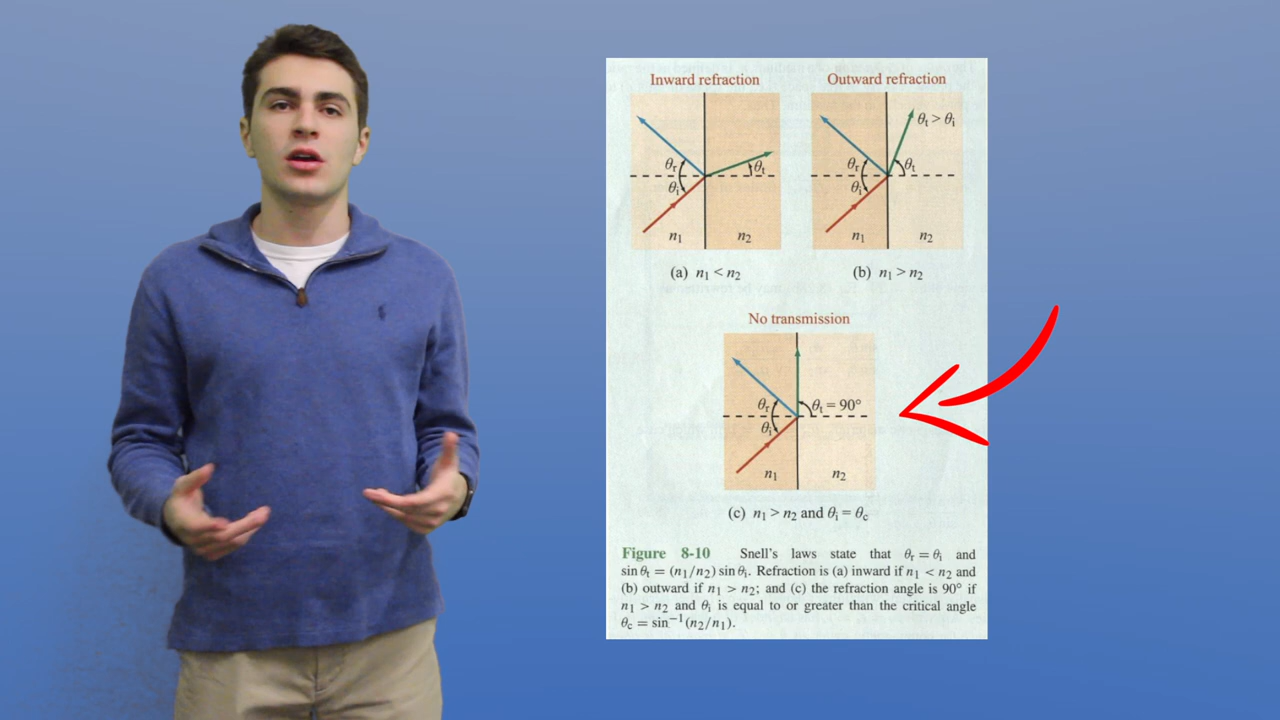 Inward refraction
θr
θi
θt
n1
n2
(a) n1 < n2
Outward refraction
θt > θi
θr
θi
θt
n1
n2
(b) n1 > n2
No transmission
θr
θi
θt = 90°
n1
n2
(c) n1 > n2 and θi = θc
Figure 8-10 Snell's laws state that θr = θi and
sin θt = (n1/n2) sin θi. Refraction is (a) inward if n1 < n2 and
(b) outward if n1 > n2; and (c) the refraction angle is 90° if
n1 > n2 and θi is equal to or greater than the critical angle
θc = sin−1(n2/n1).